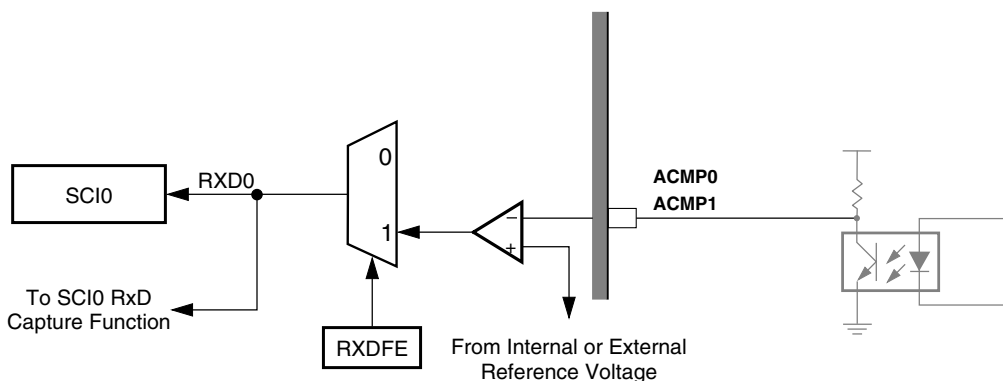 0
ACMP0
ACMP1
SCI0
RXD0
1
−
+
To SCI0 RxD
Capture Function
RXDFE
From Internal or External
Reference Voltage